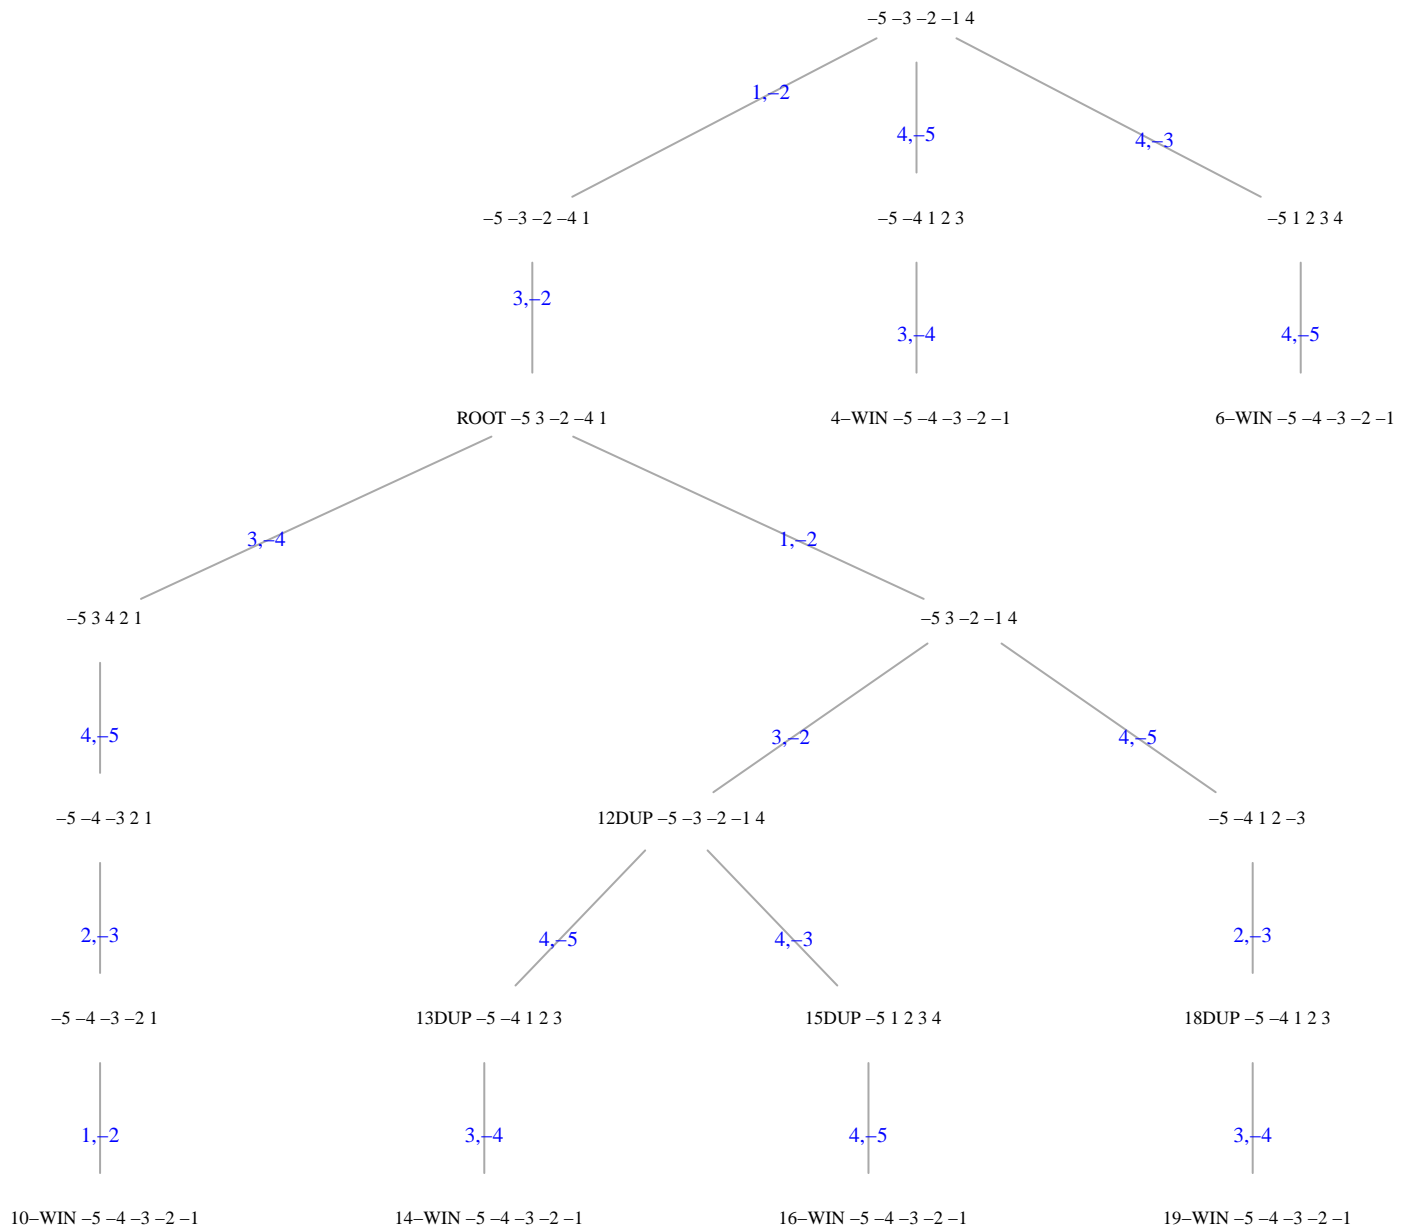 –5 –3 –2 –1 4
1,–2
4,–5
4,–3
–5 –3 –2 –4 1
–5 –4 1 2 3
–5 1 2 3 4
3,–2
3,–4
4,–5
ROOT –5 3 –2 –4 1
4–WIN –5 –4 –3 –2 –1
6–WIN –5 –4 –3 –2 –1
3,–4
1,–2
–5 3 4 2 1
–5 3 –2 –1 4
4,–5
3,–2
4,–5
–5 –4 –3 2 1
12DUP –5 –3 –2 –1 4
–5 –4 1 2 –3
2,–3
4,–5
4,–3
2,–3
–5 –4 –3 –2 1
13DUP –5 –4 1 2 3
15DUP –5 1 2 3 4
18DUP –5 –4 1 2 3
1,–2
3,–4
4,–5
3,–4
10–WIN –5 –4 –3 –2 –1
14–WIN –5 –4 –3 –2 –1
16–WIN –5 –4 –3 –2 –1
19–WIN –5 –4 –3 –2 –1